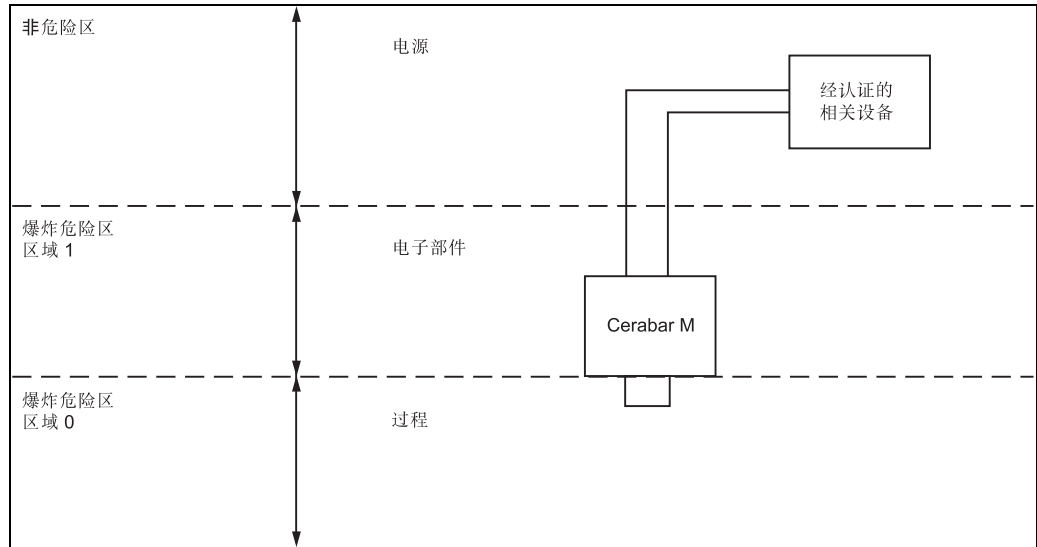 非危险区
电源
经认证的
相关设备
爆炸危险区
区域 1
电子部件
Cerabar M
爆炸危险区
区域 0
过程